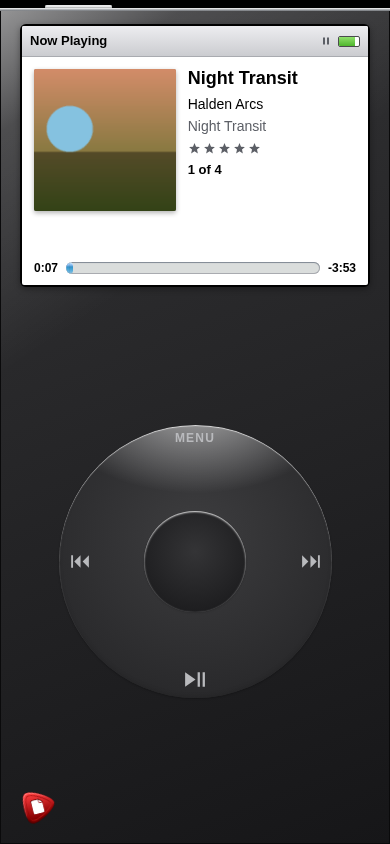 Now Playing
Night Transit
Halden Arcs
Night Transit
1 of 4
0:07
-3:53
MENU